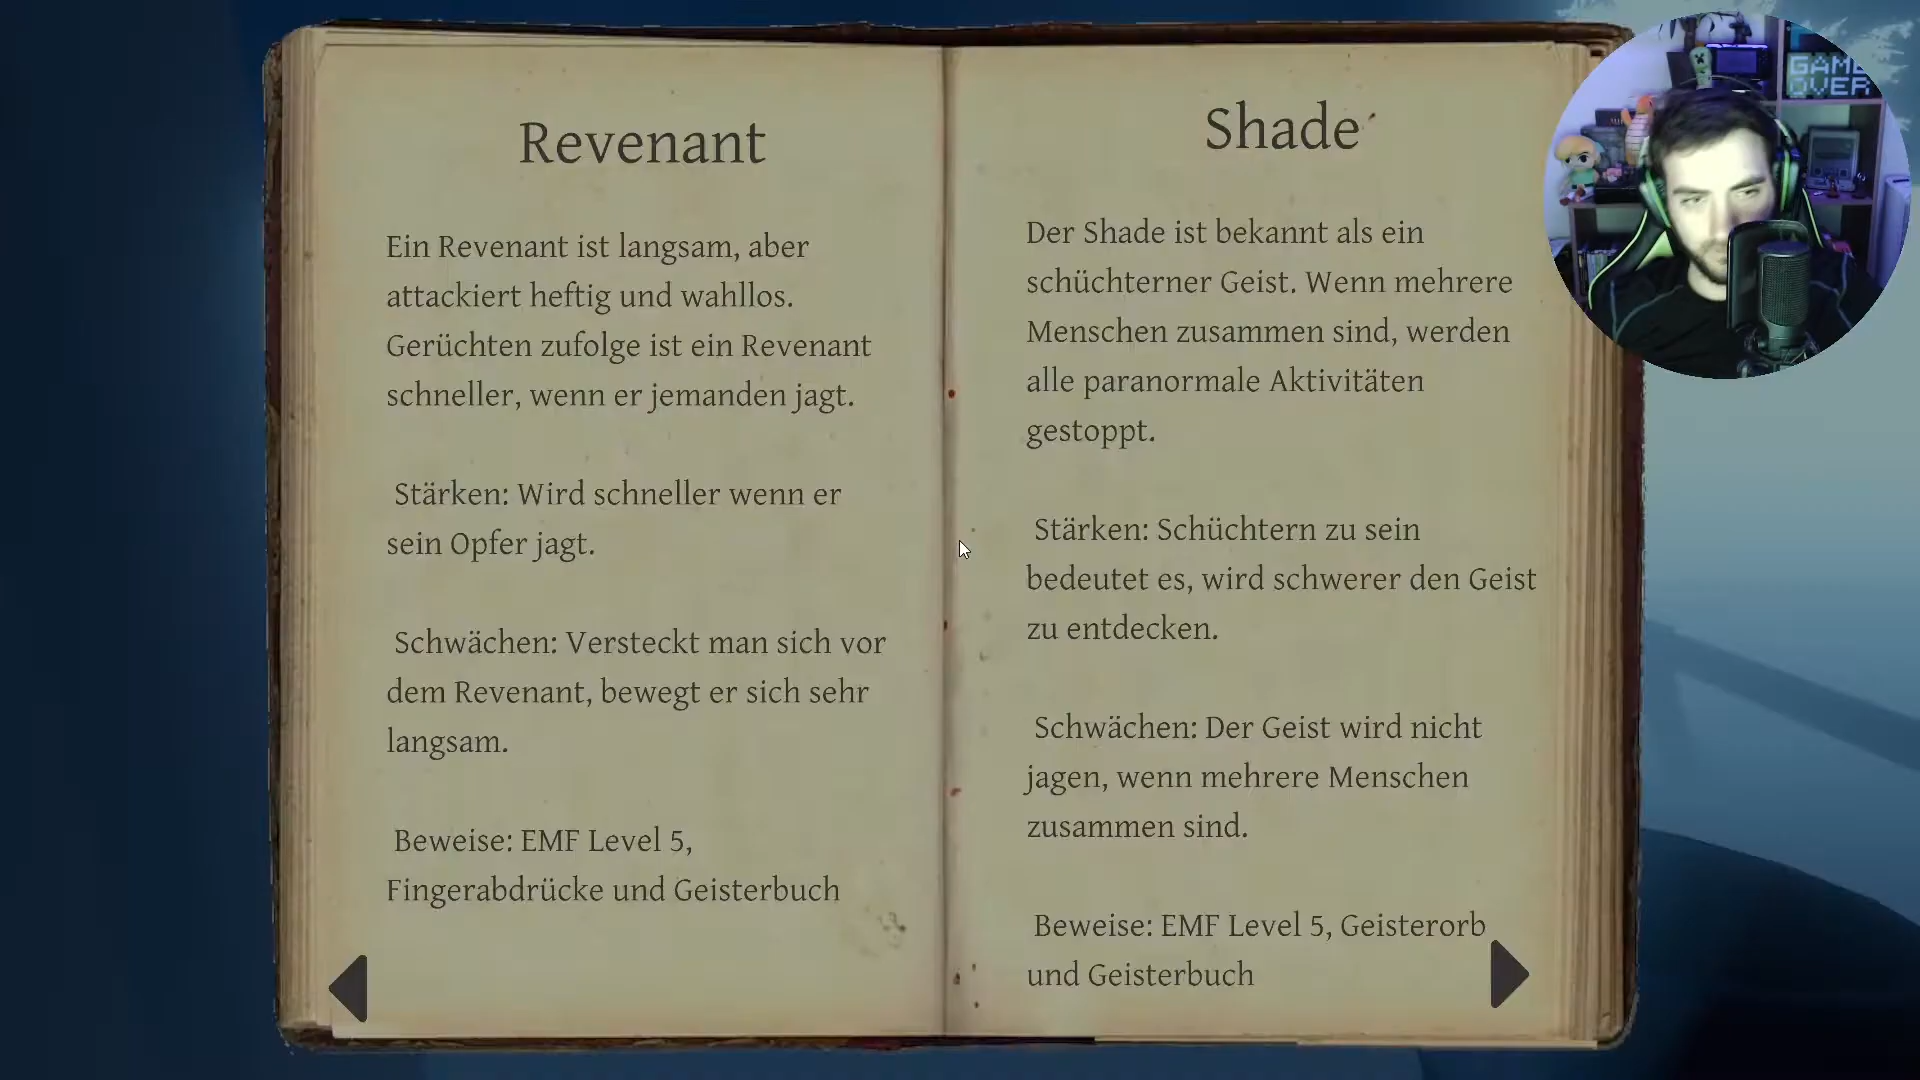 Revenant
Ein Revenant ist langsam, aber
attackiert heftig und wahllos.
Gerüchten zufolge ist ein Revenant
schneller, wenn er jemanden jagt.
Stärken: Wird schneller wenn er
sein Opfer jagt.
Schwächen: Versteckt man sich vor
dem Revenant, bewegt er sich sehr
langsam.
Beweise: EMF Level 5,
Fingerabdrücke und Geisterbuch
Shade
Der Shade ist bekannt als ein
schüchterner Geist. Wenn mehrere
Menschen zusammen sind, werden
alle paranormale Aktivitäten
gestoppt.
Stärken: Schüchtern zu sein
bedeutet es, wird schwerer den Geist
zu entdecken.
Schwächen: Der Geist wird nicht
jagen, wenn mehrere Menschen
zusammen sind.
Beweise: EMF Level 5, Geisterorb
und Geisterbuch
GAME
OVER